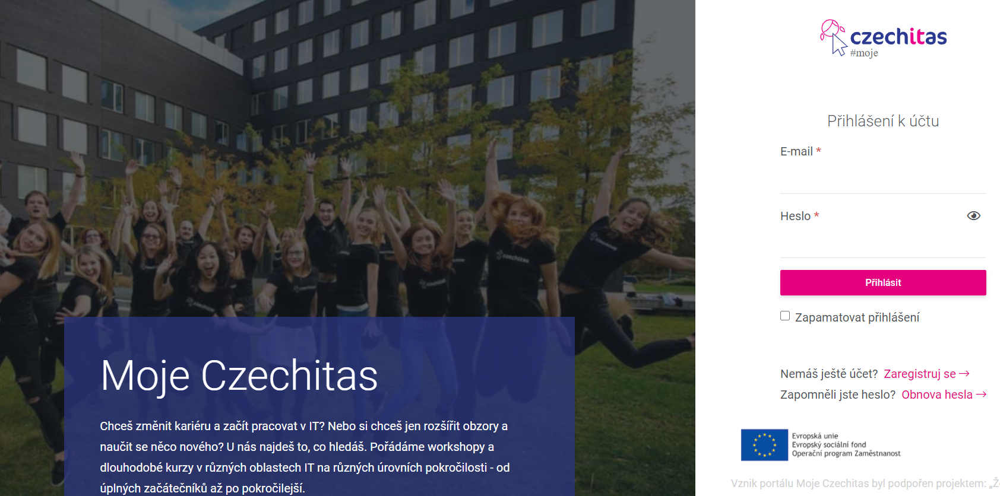 czechitas
#moje
Přihlášení k účtu
E-mail *
Heslo *
Přihlásit
Zapamatovat přihlášení
Nemáš ještě účet? Zaregistruj se →
Zapomněli jste heslo? Obnova hesla →
Evropská unie
Evropský sociální fond
Operační program Zaměstnanost
Vznik portálu Moje Czechitas byl podpořen projektem:
Moje Czechitas
Chceš změnit kariéru a začít pracovat v IT? Nebo si chceš jen rozšířit obzory a
naučit se něco nového? U nás najdeš to, co hledáš. Pořádáme workshopy a
dlouhodobé kurzy v různých oblastech IT na různých úrovních pokročilosti - od
úplných začátečníků až po pokročilejší.
czechitas